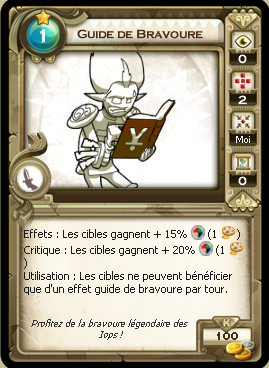 1
Guide de Bravoure
0
2
Moi
0
Effets : Les cibles gagnent + 15% (1 )
Critique : Les cibles gagnent + 20% (1
)
Utilisation : Les cibles ne peuvent bénéficier
que d'un effet guide de bravoure par tour.
Profitez de la bravoure légendaire des
Iops !
100